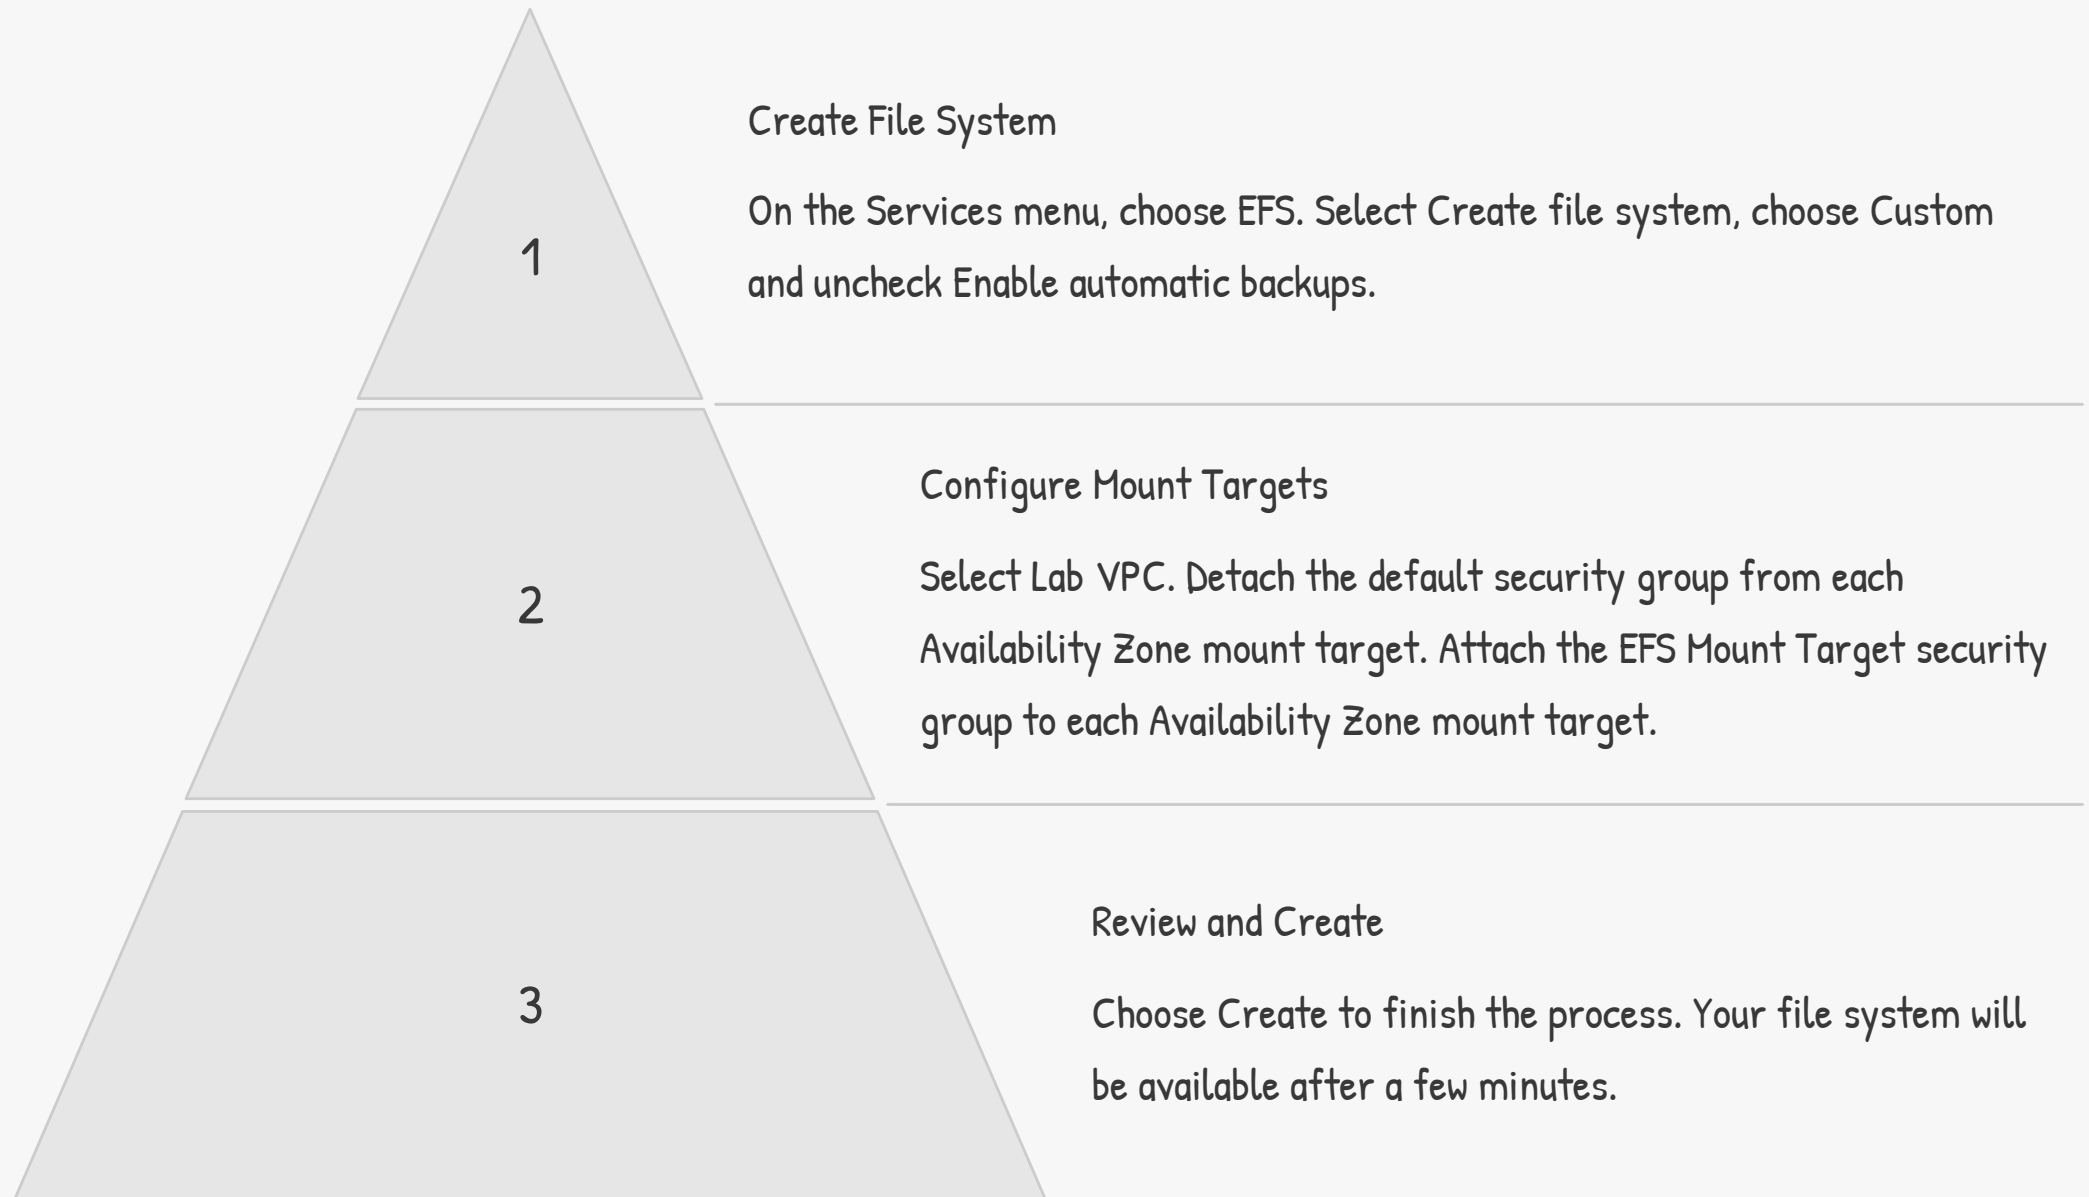 1
Create File System
On the Services menu, choose EFS. Select Create file system, choose Custom
and uncheck Enable automatic backups.
2
Configure Mount Targets
Select Lab VPC. Detach the default security group from each
Availability Zone mount target. Attach the EFS Mount Target security
group to each Availability Zone mount target.
3
Review and Create
Choose Create to finish the process. Your file system will
be available after a few minutes.